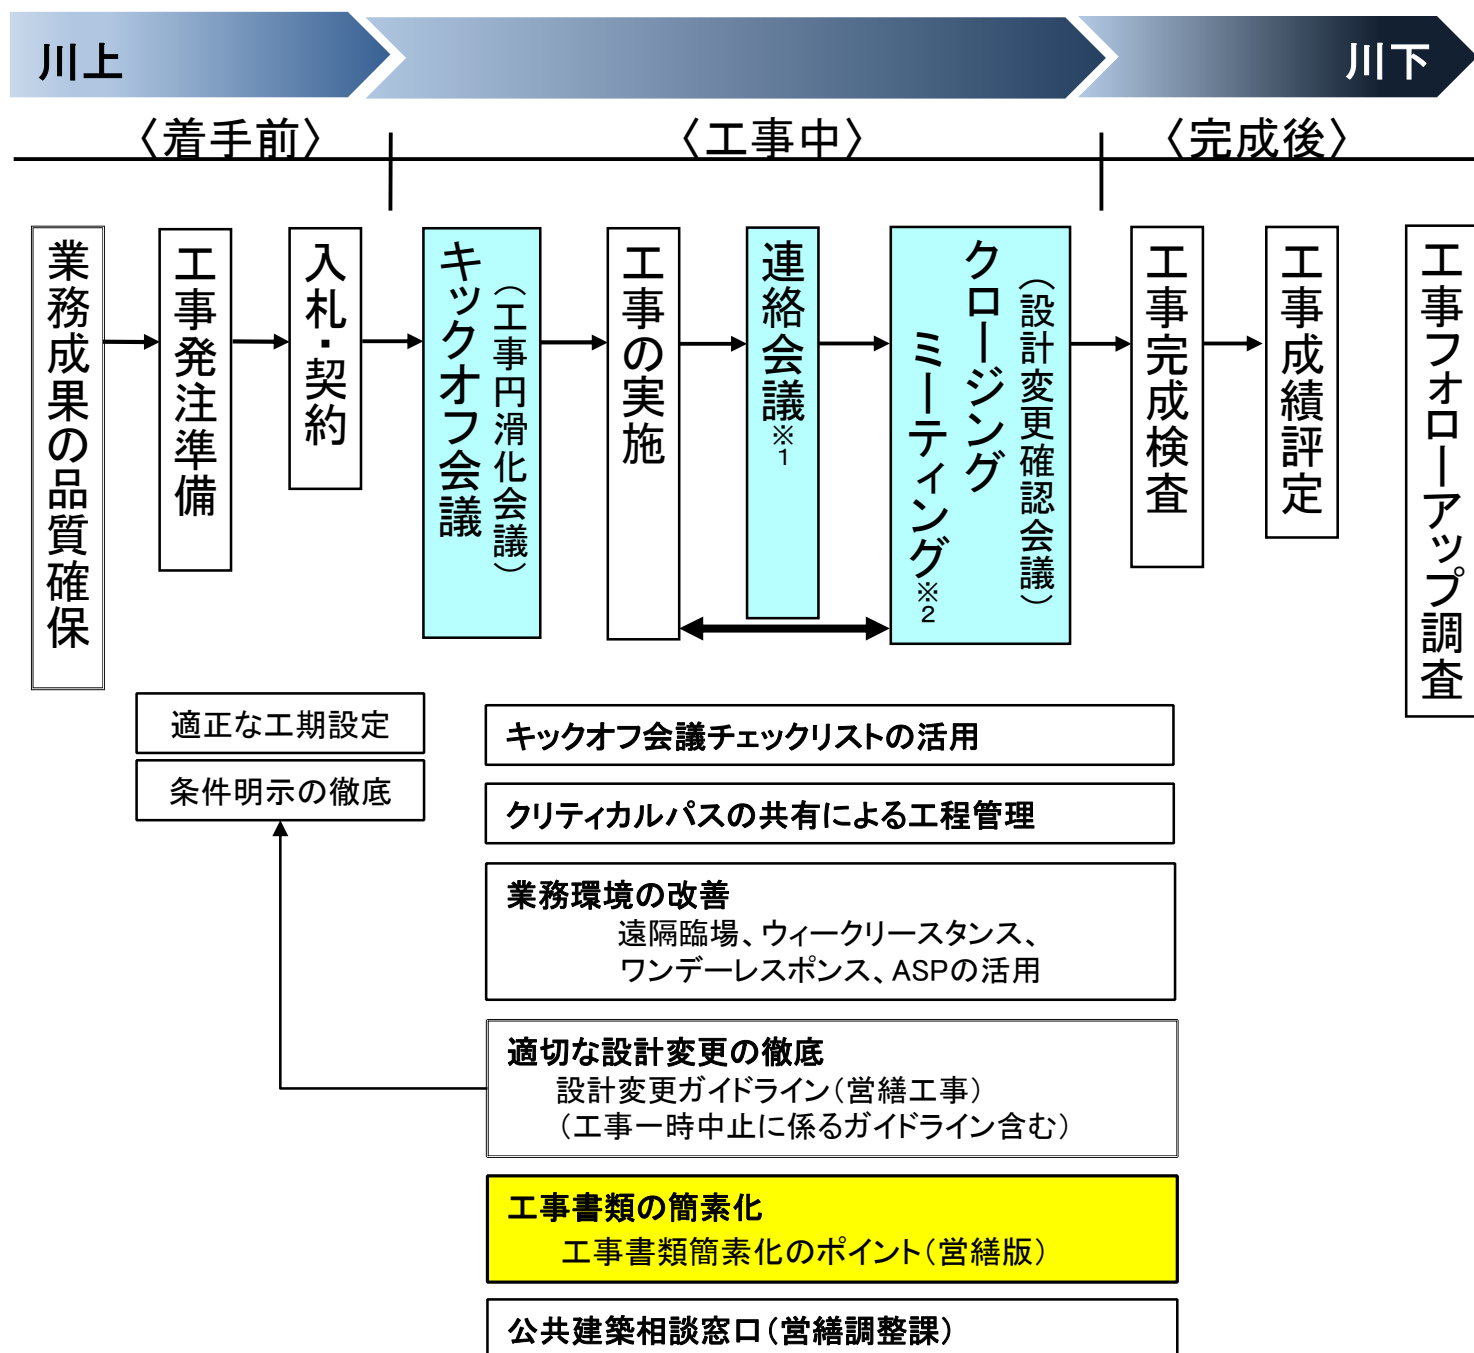 川上
川下
〈着手前〉
〈工事中〉
〈完成後〉
業務成果の品質確保
工事発注準備
入札・契約
キックオフ会議
（工事円滑化会議）
工事の実施
連絡会議※1
（設計変更確認会議）
クロージング
ミーティング※2
工事完成検査
工事成績評定
工事フォローアップ調査
適正な工期設定
条件明示の徹底
キックオフ会議チェックリストの活用
クリティカルパスの共有による工程管理
業務環境の改善
遠隔臨場、ウィークリースタンス、
ワンデーレスポンス、ASPの活用
適切な設計変更の徹底
設計変更ガイドライン（営繕工事）
（工事一時中止に係るガイドライン含む）
工事書類の簡素化
工事書類簡素化のポイント（営繕版）
公共建築相談窓口（営繕調整課）